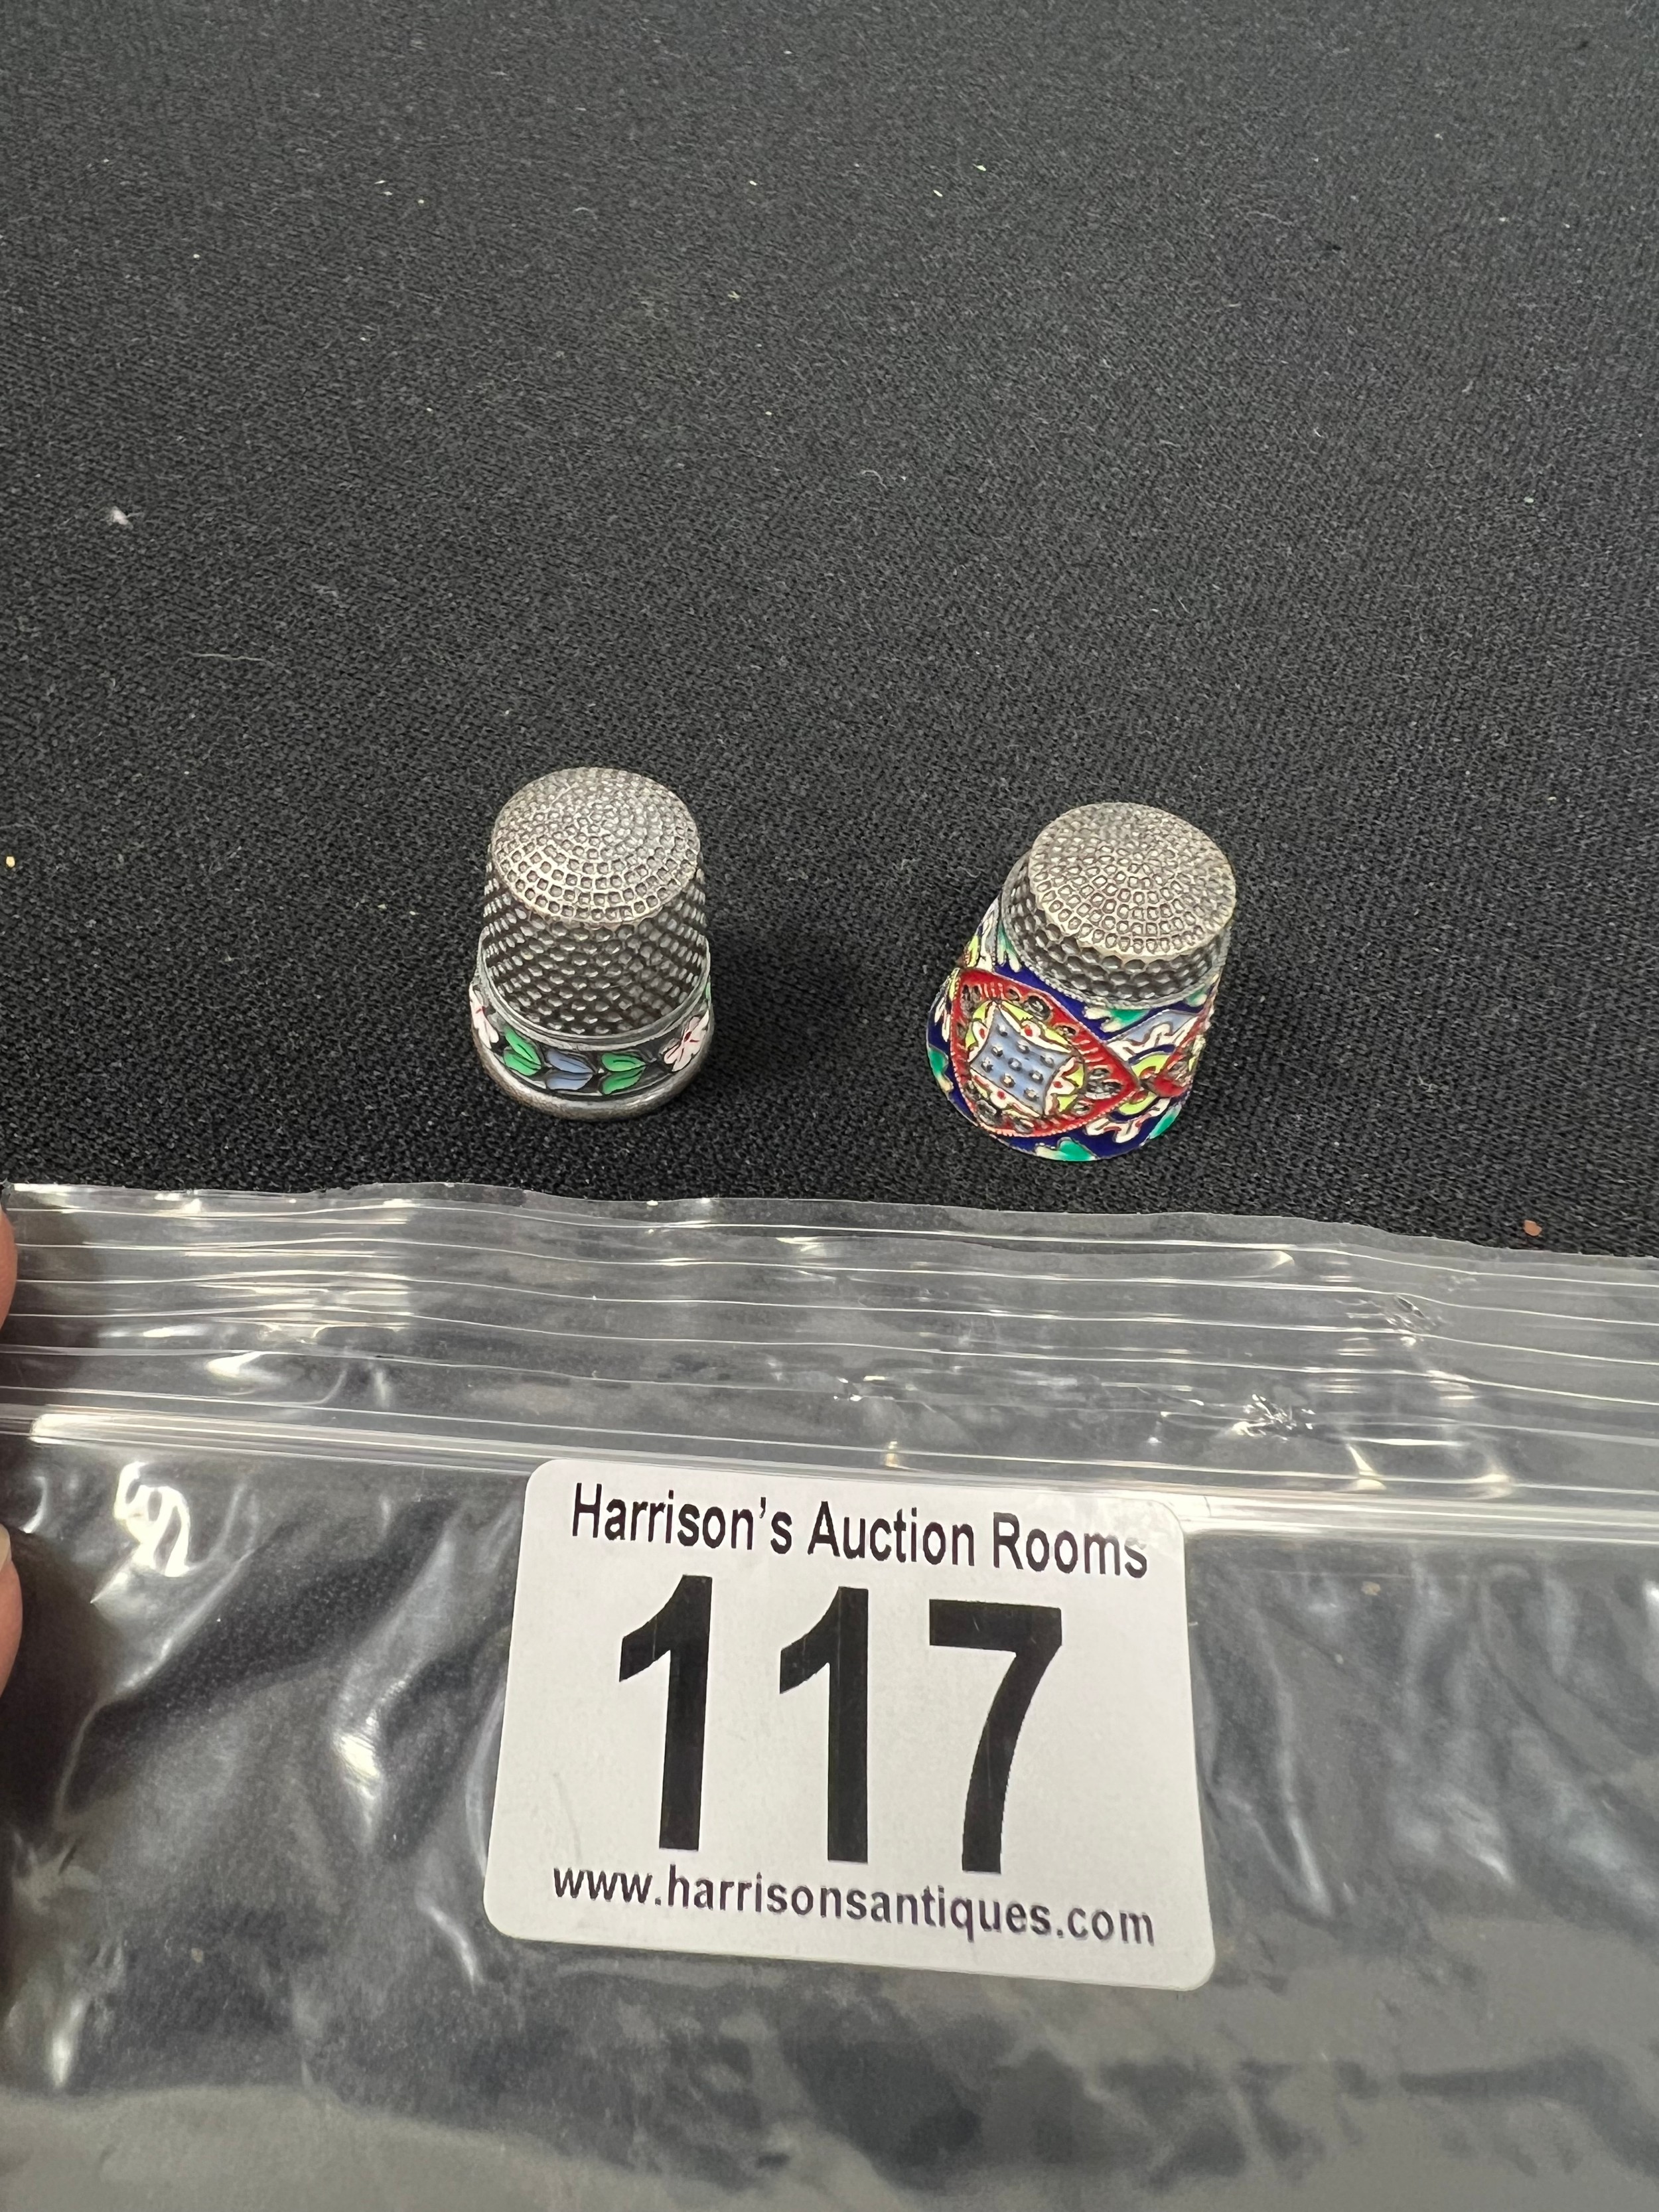 Harrison's Auction Rooms
117
www.harrisonsantiques.com